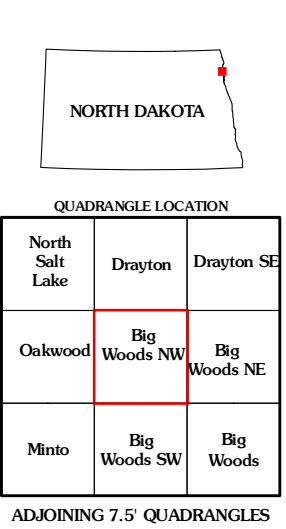 NORTH DAKOTA
QUADRANGLE LOCATION
North
Salt
Lake
Drayton
Drayton SE
Oakwood
Big
Woods NW
Big
Woods NE
Minto
Big
Woods SW
Big
Woods
ADJOINING 7.5' QUADRANGLES